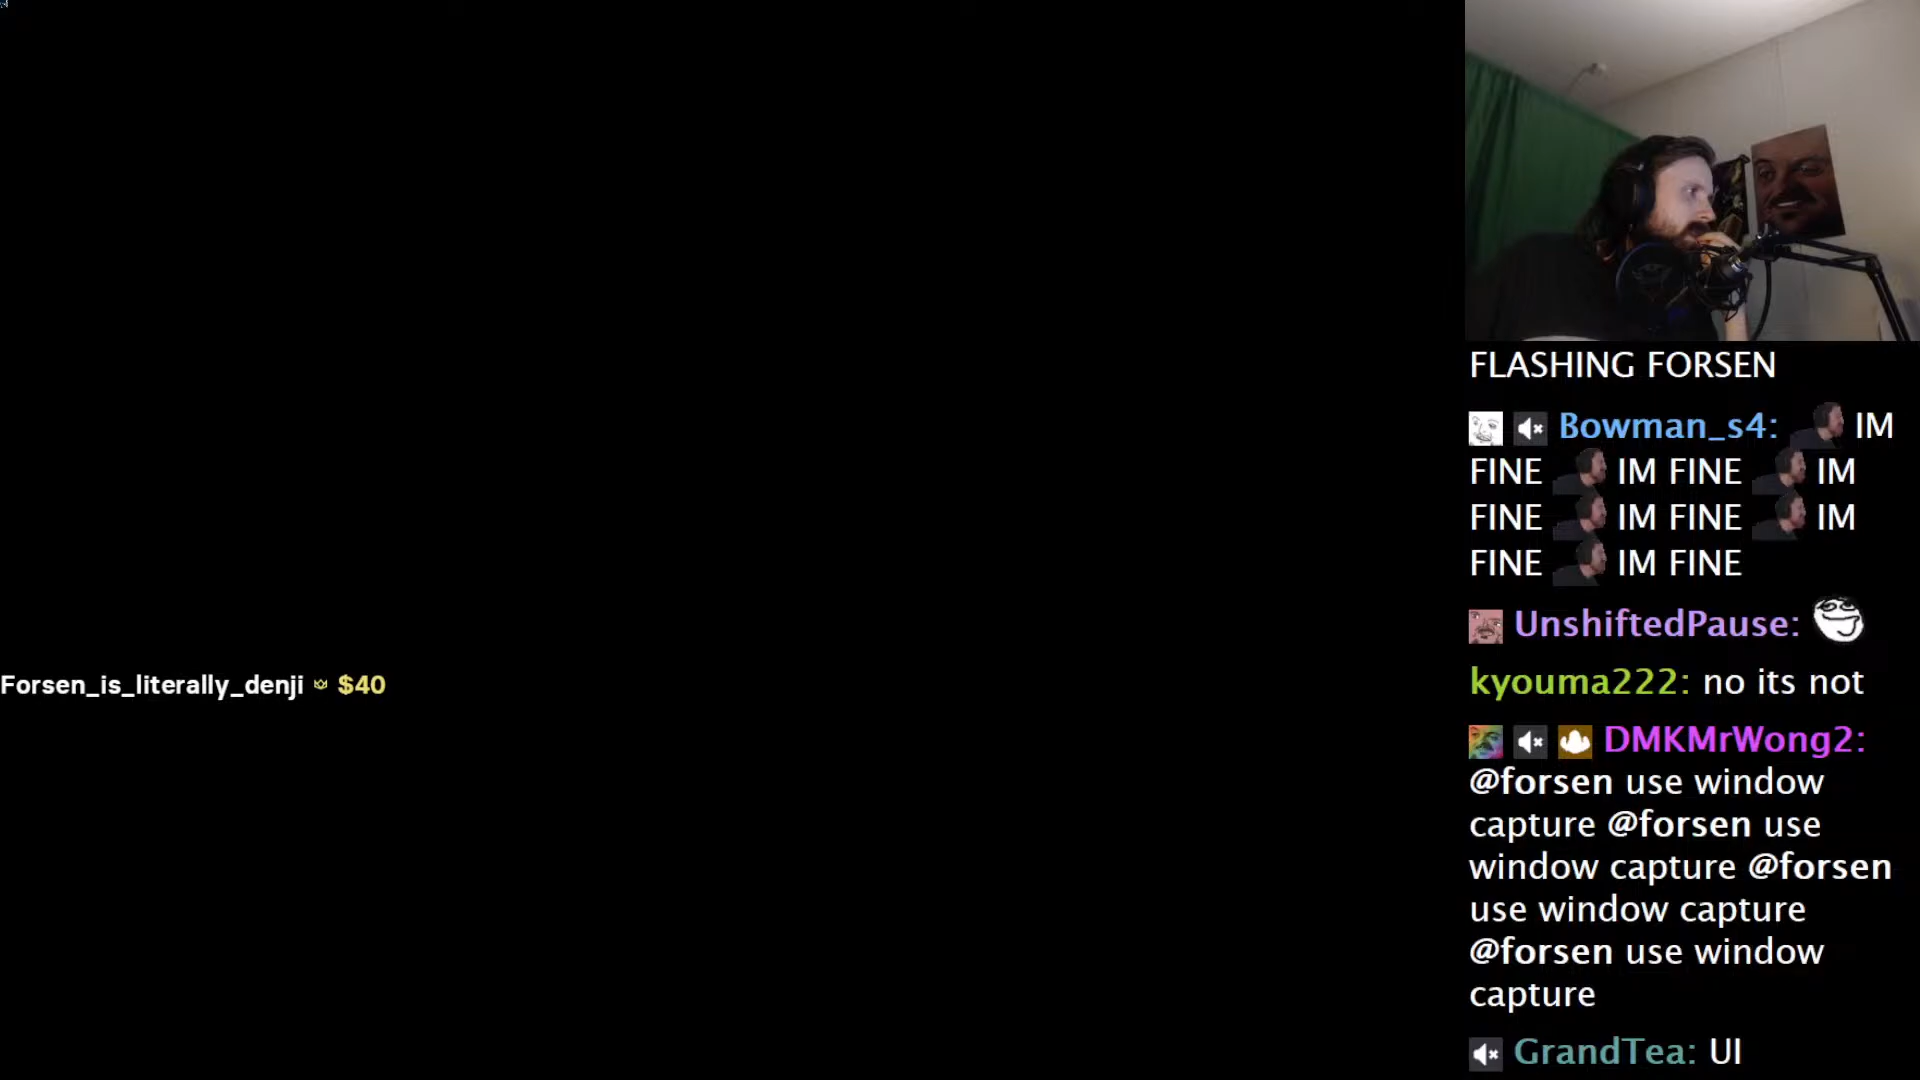 FLASHING FORSEN
Bowman_s4: IM
FINE IM FINE IM
FINE IM FINE IM
FINE IM FINE
UnshiftedPause:
kyouma222: no its not
Forsen_is_literally_denji $40
DMKMrWong2:
@forsen use window
capture @forsen use
window capture @forsen
use window capture
@forsen use window
capture
GrandTea: UI